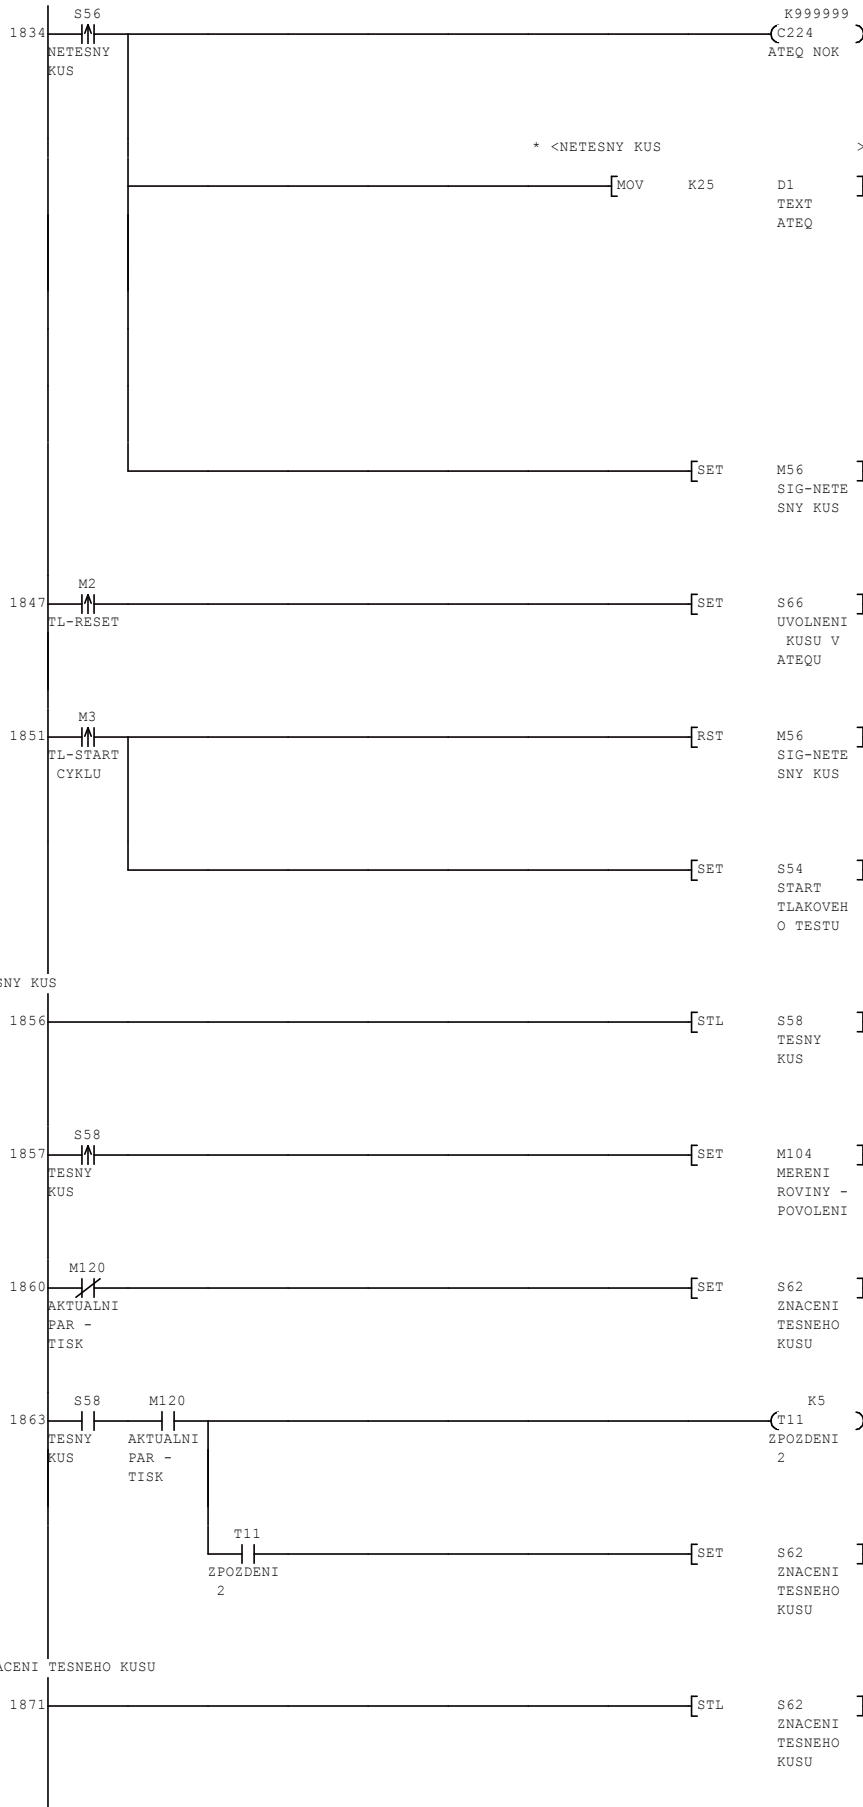 S56 K999999
1834 C224
NETESNY ATEQ NOK
KUS
* <NETESNY KUS >
MOV K25 D1
TEXT
ATEQ
SET M56
SIG-NETE
SNY KUS
M2
1847 SET S66
TL-RESET UVOLNENI
KUSU V
ATEQU
M3
1851 RST M56
TL-START SIG-NETE
CYKLU SNY KUS
SET S54
START
TLAKOVEH
O TESTU
SNY KUS
1856 STL S58
TESNY
KUS
S58
1857 SET M104
TESNY MERENI
KUS ROVINY -
POVOLENI
M120
1860 SET S62
AKTUALNI ZNACENI
PAR - TESNEHO
TISK KUSU
S58 M120 K5
1863 T11
TESNY AKTUALNI ZPOZDENI
KUS PAR - 2
TISK
T11
SET S62
ZPOZDENI ZNACENI
2 TESNEHO
KUSU
ACENI TESNEHO KUSU
1871 STL S62
ZNACENI
TESNEHO
KUSU